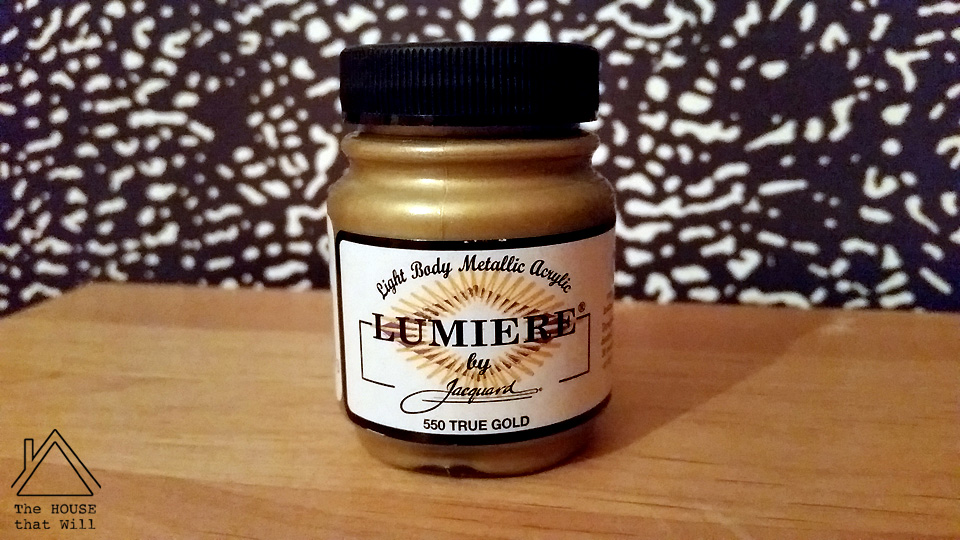 Light Body Metallic Acrylic
LUMIERE®
by
Jacquard
550 TRUE GOLD
The HOUSE
that Will